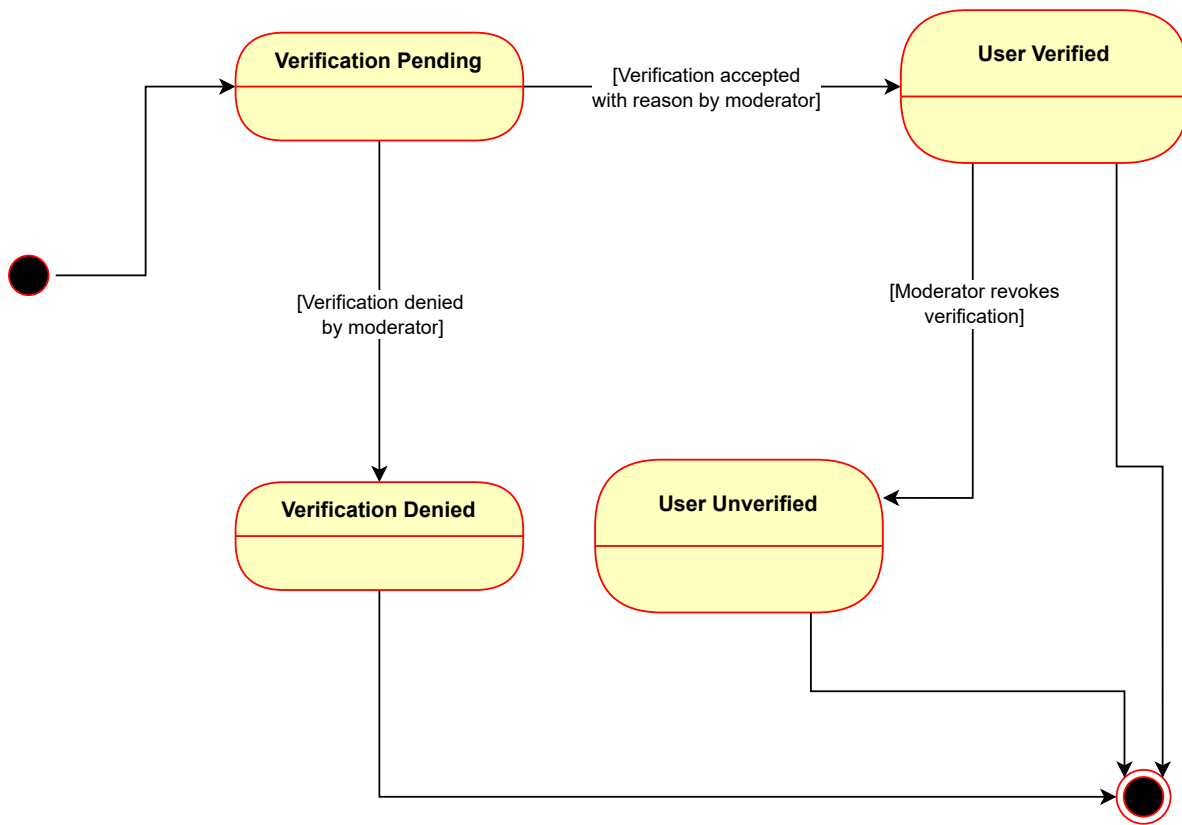 Verification Pending
[Verification accepted
with reason by moderator]
User Verified
[Verification denied
by moderator]
[Moderator revokes
verification]
Verification Denied
User Unverified